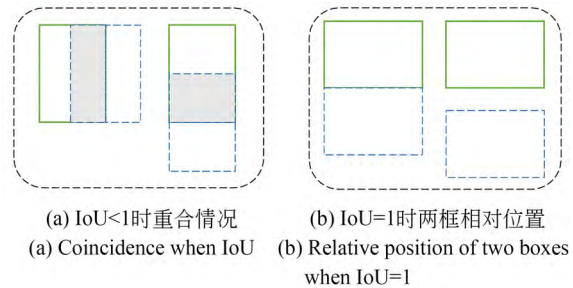 (a) IoU<1时重合情况
(a) Coincidence when IoU
(b) IoU=1时两框相对位置
(b) Relative position of two boxes
when IoU=1